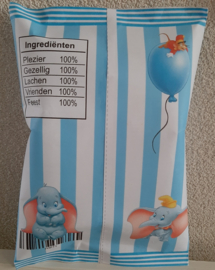 Ingrediënten
Plezier 100%
Gezellig 100%
Lachen 100%
Vrienden 100%
Feest 100%